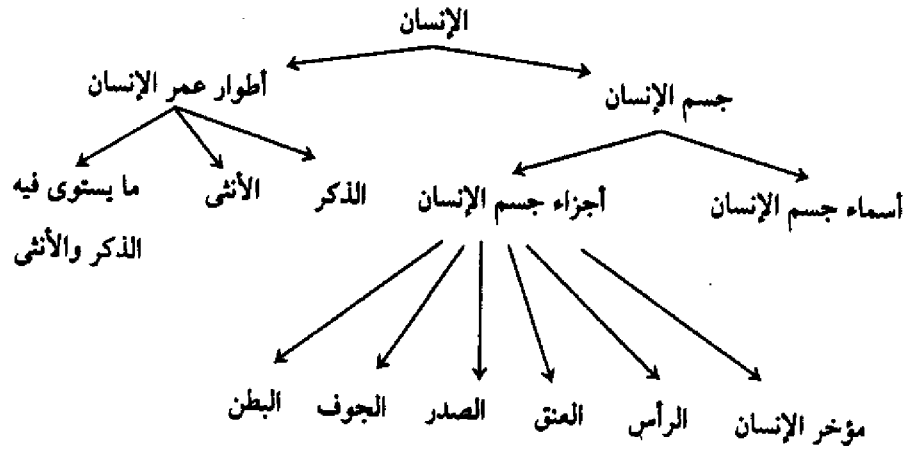 الإنسان
جسم الإنسان
أطوار عمر الإنسان
أسماء جسم الإنسان
أجزاء جسم الإنسان
الذكر
الأنثى
ما يستوى فيه
الذكر والأنثى
مؤخر الإنسان
الرأس
العنق
الصدر
الجوف
البطن